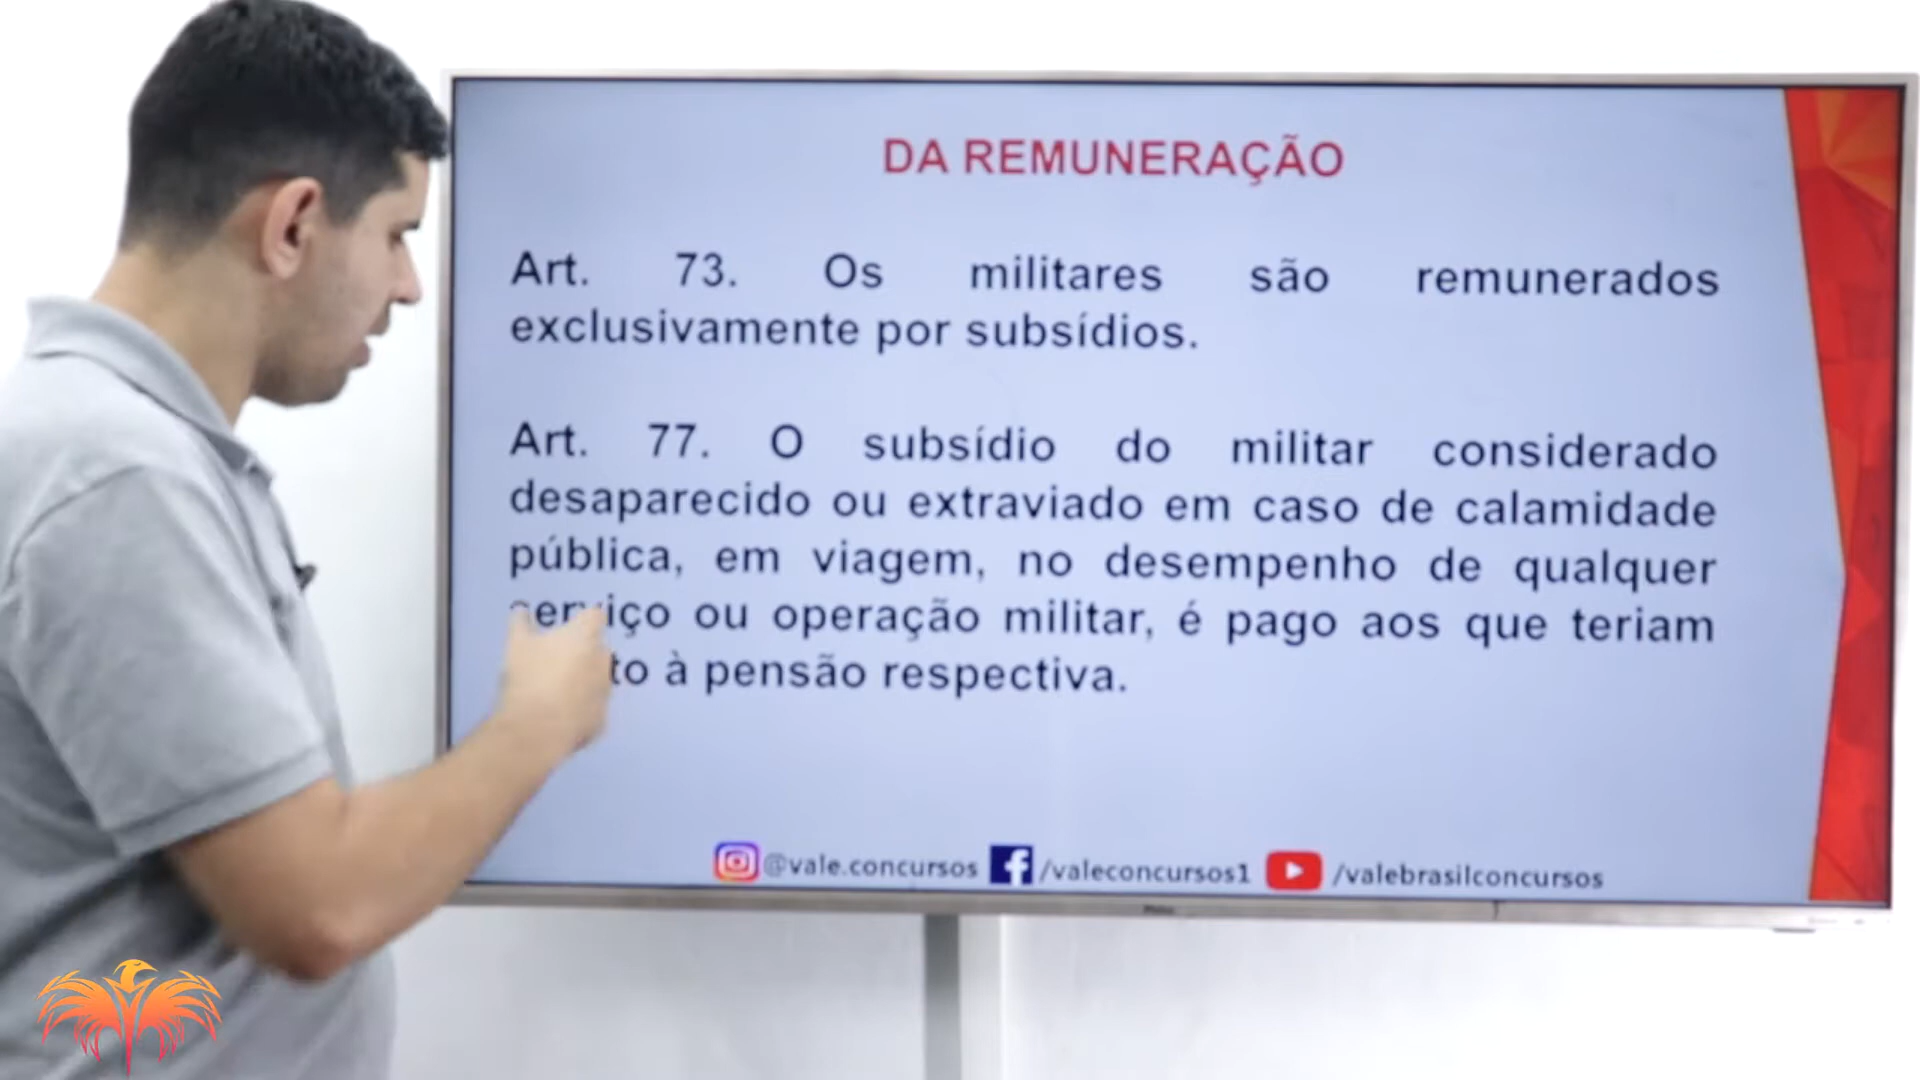 DA REMUNERAÇÃO
Art. 73. Os militares são remunerados
exclusivamente por subsídios.
Art. 77. O subsídio do militar considerado
desaparecido ou extraviado em caso de calamidade
pública, em viagem, no desempenho de qualquer
serviço ou operação militar, é pago aos que teriam
à pensão respectiva.
@vale.concursos /valeconcursos1 /valebrasilconcursos